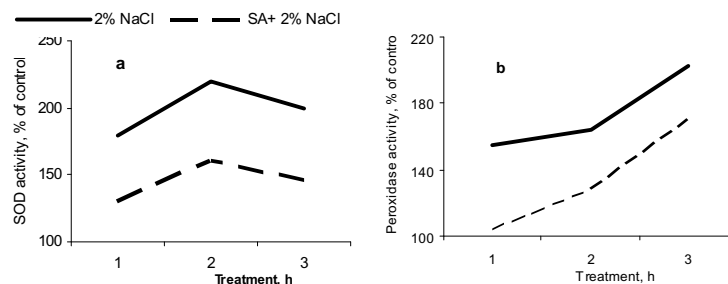 2% NaCl SA+ 2% NaCl
250
200
150
100
SOD activity, % of control
a
1 2 3
Treatment, h
220
180
140
100
Peroxidase activity, % of contro
b
1 2 3
Treatment, h